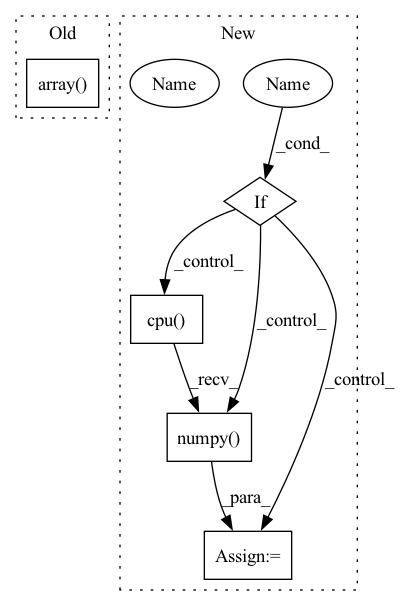 Old
New
array()
Name
Name
_cond_
If
_control_
cpu()
_control_
_recv_
_control_
numpy()
_para_
Assign:=